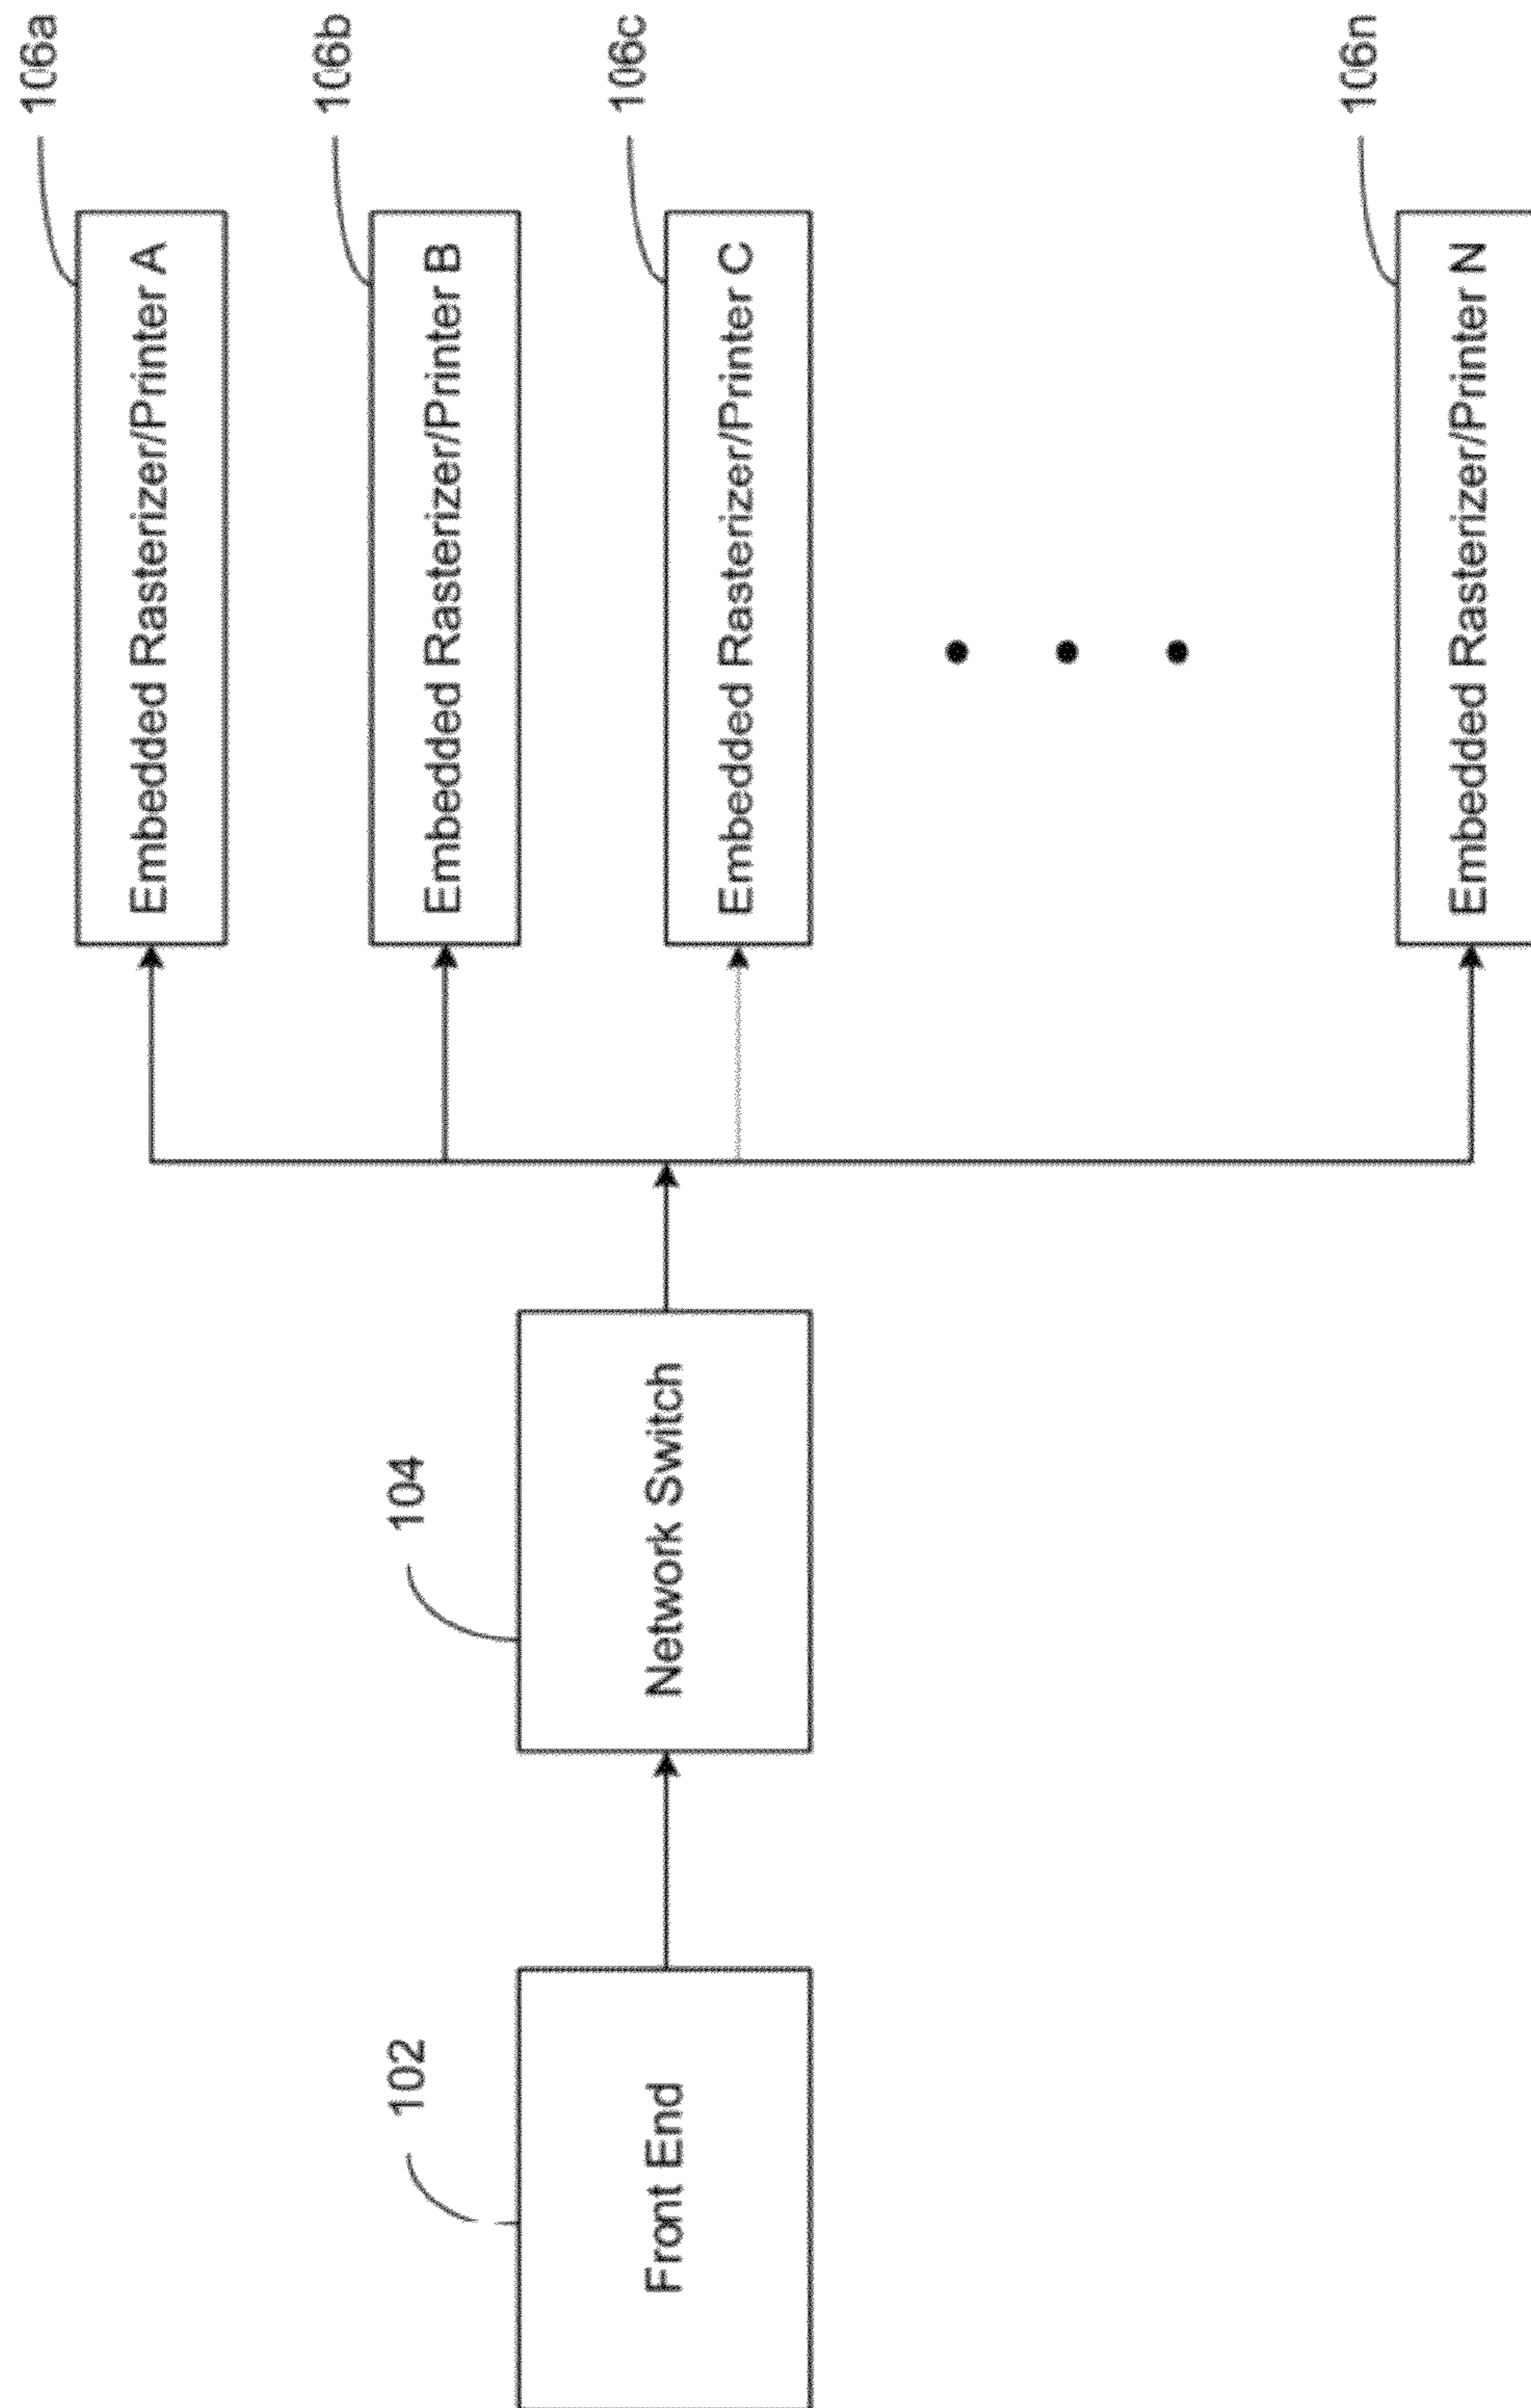 106a
Embedded Rasterizer/Printer A
106b
Embedded Rasterizer/Printer B
102
104
106c
Front End
Network Switch
Embedded Rasterizer/Printer C
106n
Embedded Rasterizer/Printer N